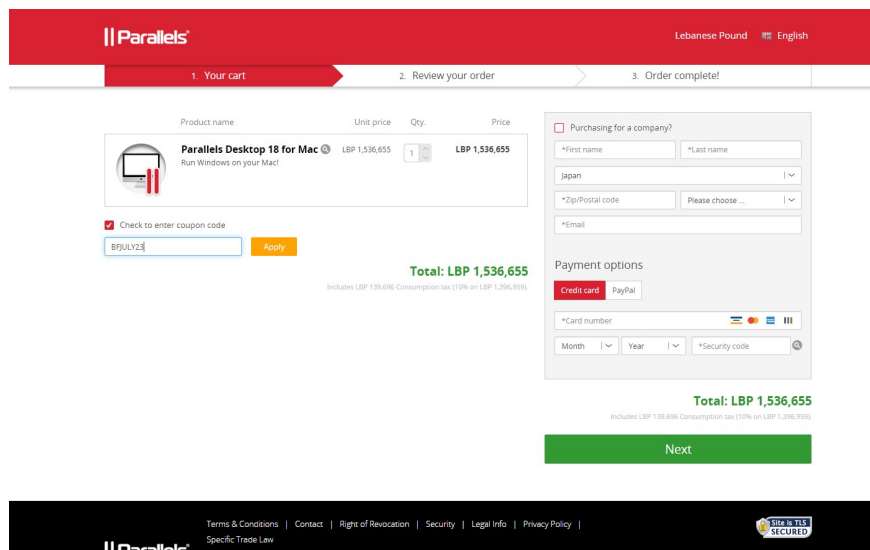 Parallels®
Lebanese Pound
English
1. Your cart
2. Review your order
3. Order complete!
Product name
Unit price
Qty.
Price
Parallels Desktop 18 for Mac
LBP 1,536,655
1
LBP 1,536,655
Run Windows on your Mac!
Check to enter coupon code
BFJULY23
Apply
Total: LBP 1,536,655
Includes LBP 139,696 Consumption tax (10% on LBP 1,396,959).
Purchasing for a company?
*First name
*Last name
Japan
*Zip/Postal code
Please choose ...
*Email
Payment options
Credit card
PayPal
*Card number
Month
Year
*Security code
Total: LBP 1,536,655
Includes LBP 139,696 Consumption tax (10% on LBP 1,396,959).
Next
Terms & Conditions | Contact | Right of Revocation | Security | Legal Info | Privacy Policy |
Specific Trade Law
Site is TLS
SECURED
Parallels®